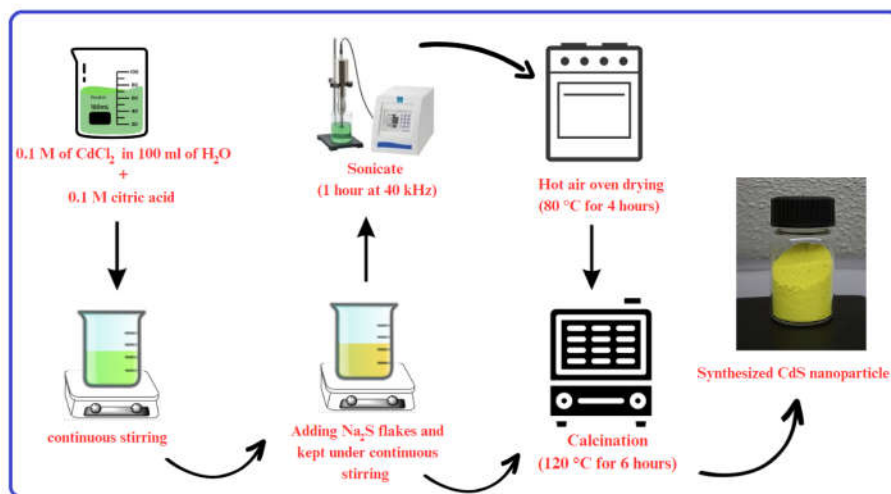 0.1 M of CdCl₂ in 100 ml of H₂O
+
0.1 M citric acid
continuous stirring
Adding Na₂S flakes and
kept under continuous
stirring
Sonicate
(1 hour at 40 kHz)
Hot air oven drying
(80 °C for 4 hours)
Calcination
(120 °C for 6 hours)
Synthesized CdS nanoparticle